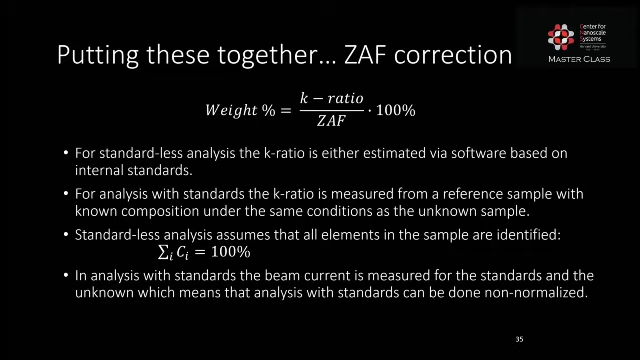 Center for
Nanoscale
Systems
MASTER CLASS
Putting these together... ZAF correction
Weight % = k − ratio / ZAF · 100%
• For standard-less analysis the k-ratio is either estimated via software based on
internal standards.
• For analysis with standards the k-ratio is measured from a reference sample with
known composition under the same conditions as the unknown sample.
• Standard-less analysis assumes that all elements in the sample are identified:
∑ᵢ Cᵢ = 100%
• In analysis with standards the beam current is measured for the standards and the
unknown which means that analysis with standards can be done non-normalized.
35